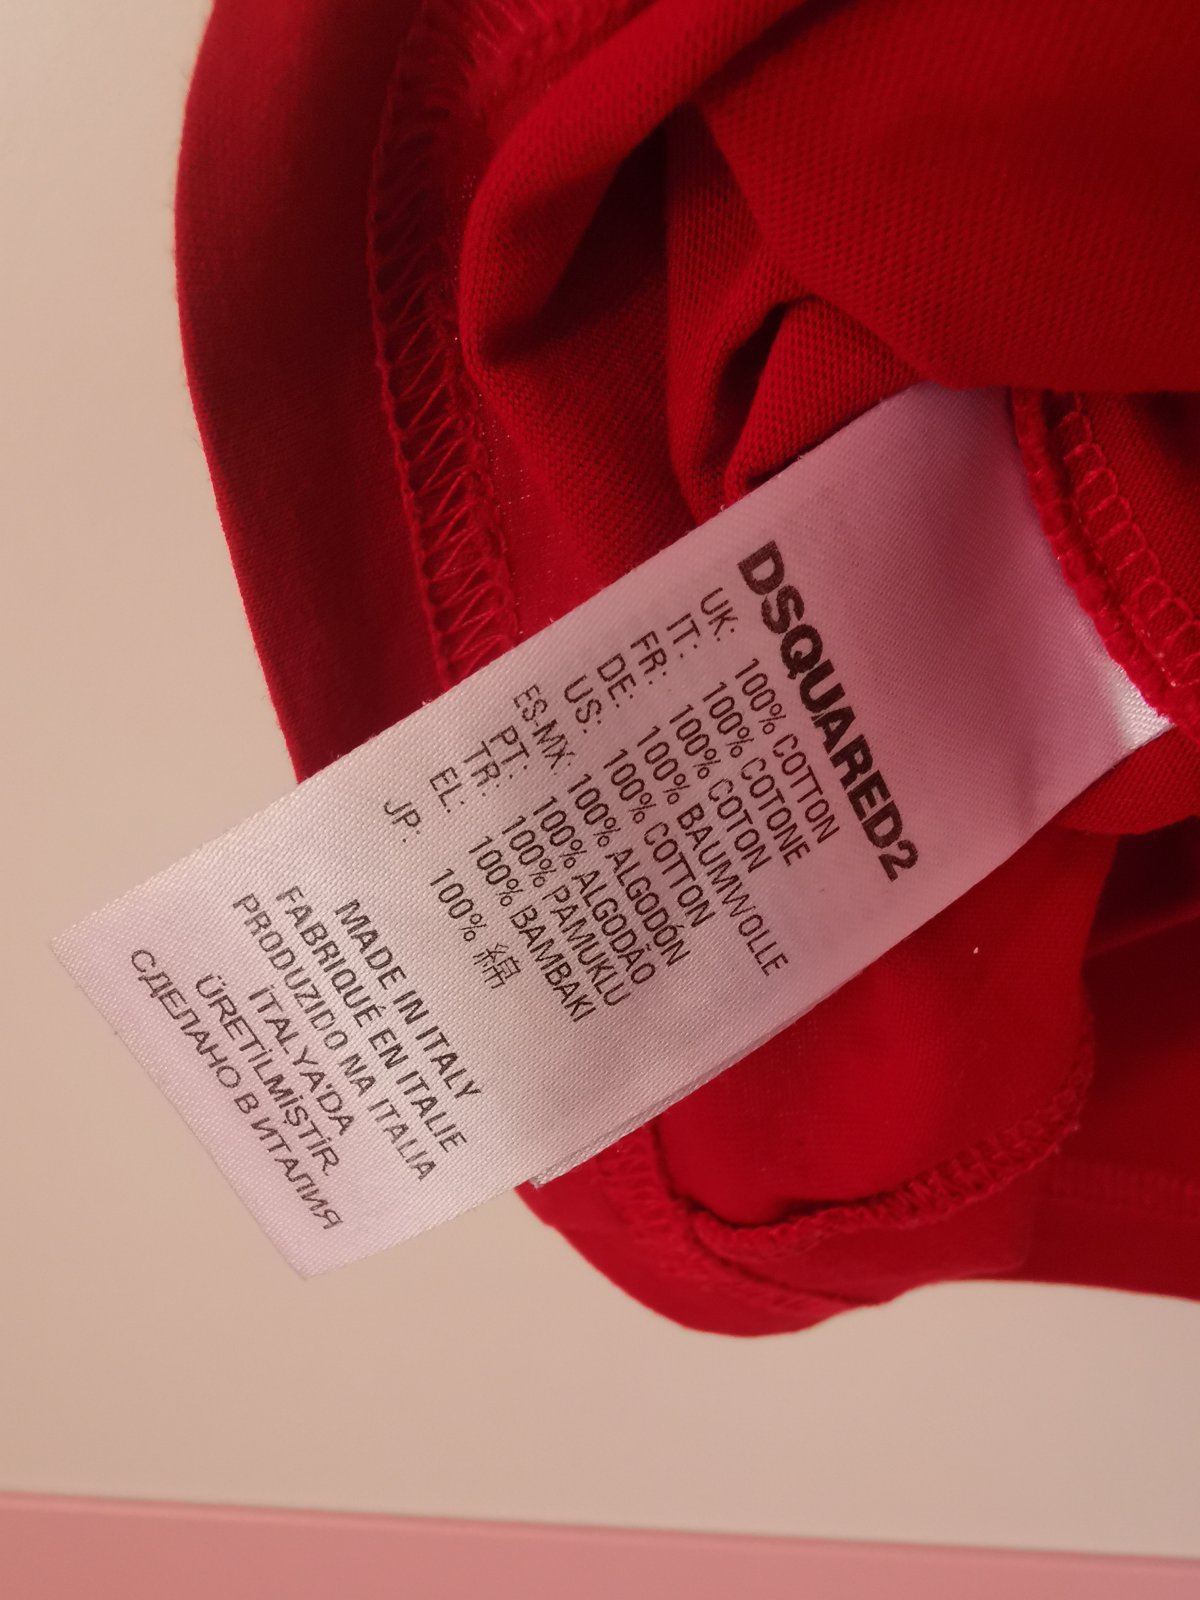 DSQUARED2
UK: 100% COTTON
IT: 100% COTONE
FR: 100% COTON
DE: 100% BAUMWOLLE
US: 100% COTTON
ES-MX: 100% ALGODÓN
PT: 100% ALGODÃO
TR: 100% PAMUKLU
EL: 100% BAMBAKI
JP: 100% 綿
MADE IN ITALY
FABRIQUÉ EN ITALIE
PRODUZIDO NA ITALIA
İTALYA'DA
ÜRETİLMİŞTİR.
СДЕЛАНО В ИТАЛИЯ